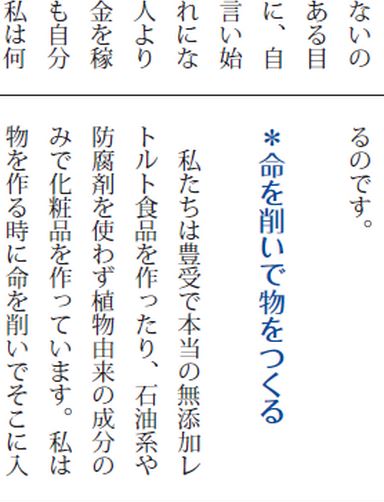 ないの
ある目
に、自
言い始
れにな
人より
金を稼
も自分
私は何
るのです。
＊命を削いで物をつくる
私たちは豊受で本当の無添加レ
トルト食品を作ったり、石油系や
防腐剤を使わず植物由来の成分の
みで化粧品を作っています。私は
物を作る時に命を削いでそこに入